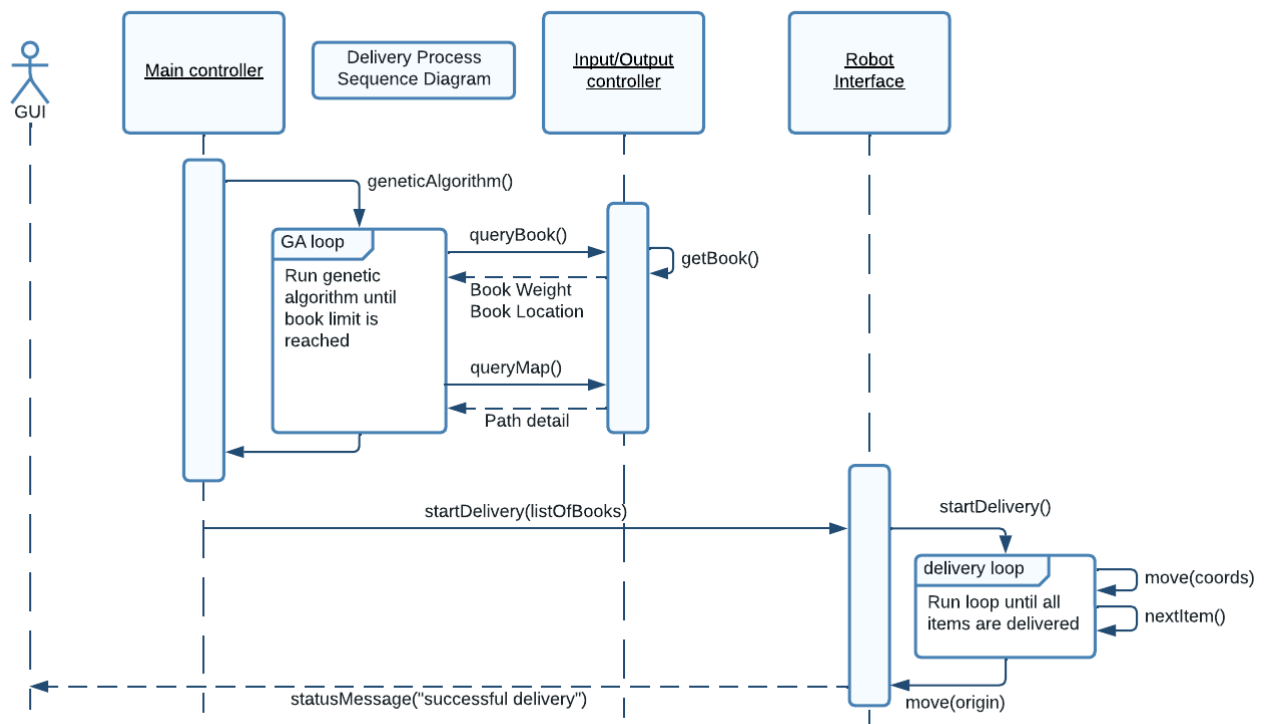 Main controller
Delivery Process
Sequence Diagram
Input/Output
controller
Robot
Interface
GUI
geneticAlgorithm()
GA loop
Run genetic
algorithm until
book limit is
reached
queryBook()
getBook()
Book Weight
Book Location
queryMap()
Path detail
startDelivery(listOfBooks)
startDelivery()
delivery loop
Run loop until all
items are delivered
move(coords)
nextItem()
statusMessage("successful delivery")
move(origin)